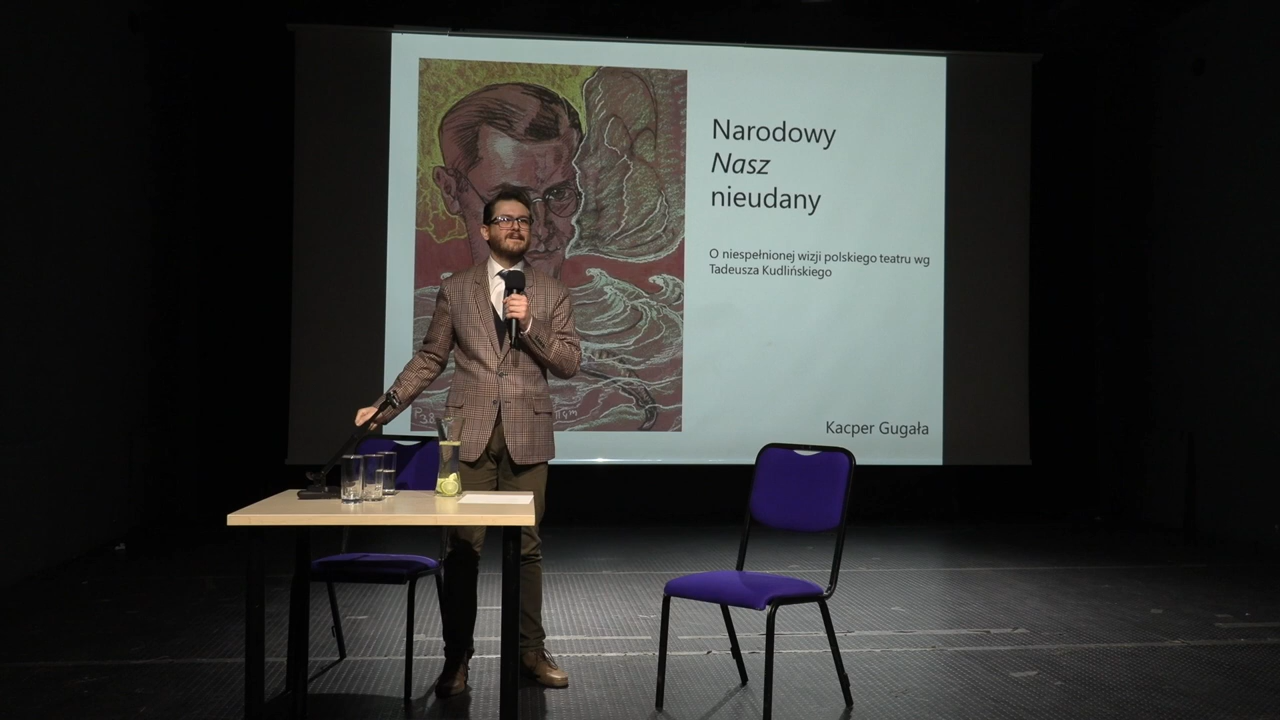 Narodowy
Nasz
nieudany
O niespełnionej wizji polskiego teatru wg
Tadeusza Kudlińskiego
Kacper Gugała